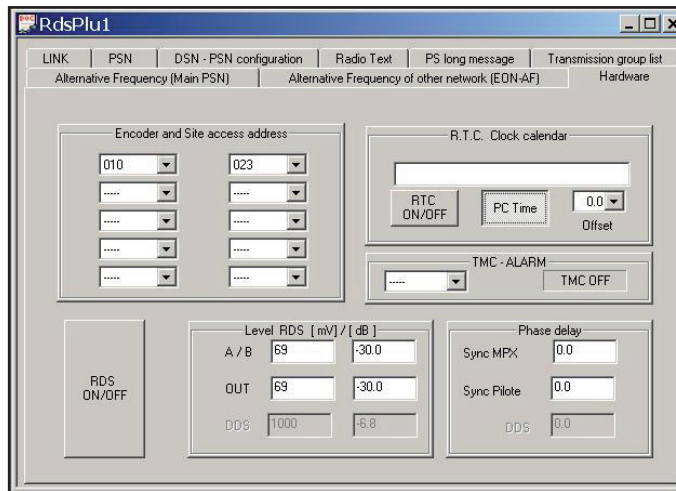 RdsPlu1
LINK PSN DSN - PSN configuration Radio Text PS long message Transmission group list
Alternative Frequency (Main PSN) Alternative Frequency of other network (EON-AF) Hardware
Encoder and Site access address
010 023
----- -----
----- -----
----- -----
----- -----
R.T.C. Clock calendar
RTC
ON/OFF
PC Time
0.0
Offset
TMC - ALARM
----- TMC OFF
RDS
ON/OFF
Level RDS [ mV] / [ dB ]
A / B 69 -30.0
OUT 69 -30.0
DDS 1000 -6.8
Phase delay
Sync MPX 0.0
Sync Pilote 0.0
DDS 0.0